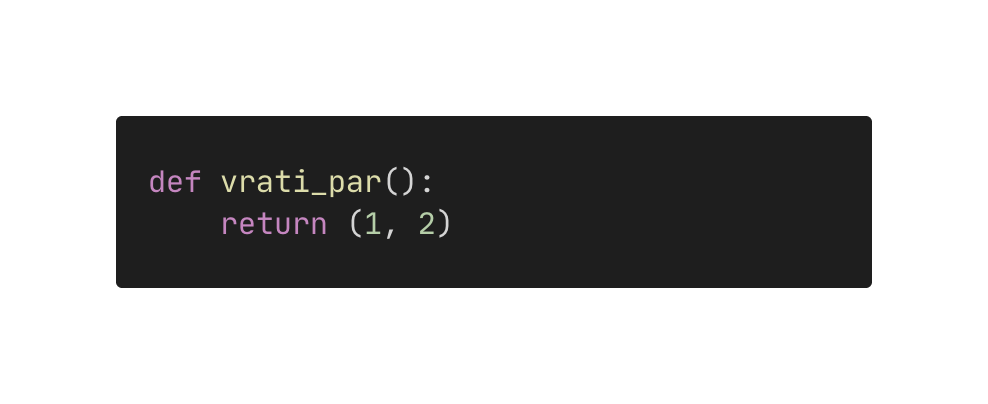 def vrati_par():
    return (1, 2)